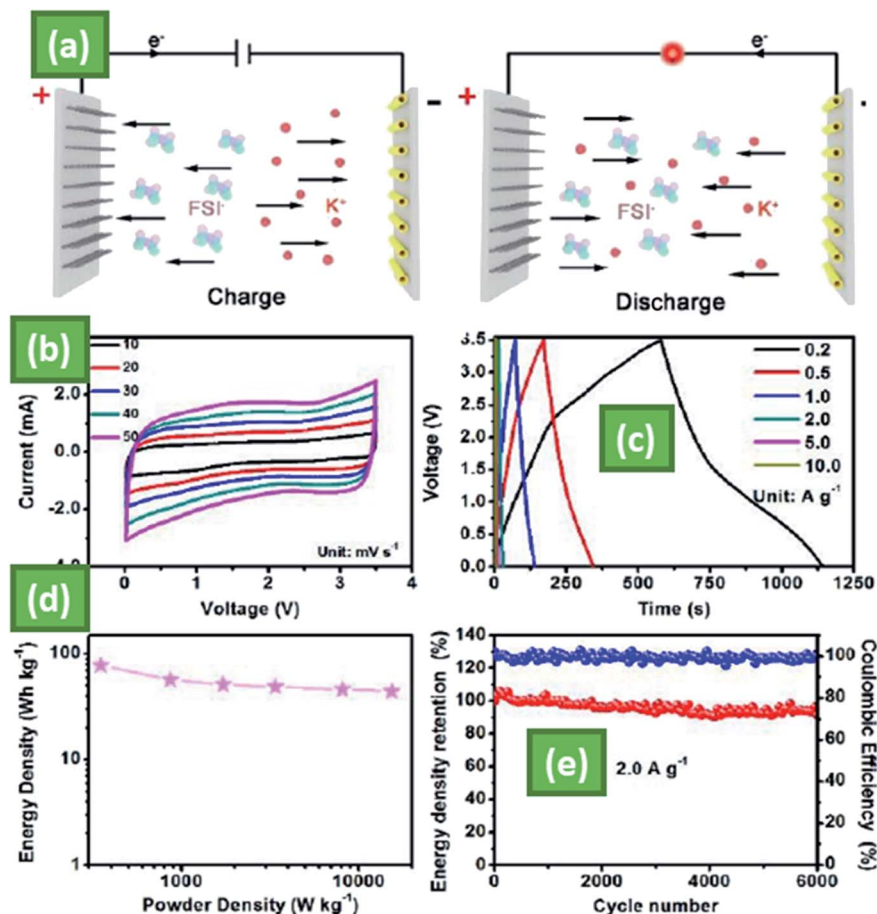 (a)
e-
e-
+
-
+
.
FSI-
K+
FSI-
K+
Charge
Discharge
(b)
10
20
30
40
50
2.0
0.0
-2.0
Current (mA)
Unit: mV s-1
0
1
2
3
4
Voltage (V)
(c)
3.5
3.0
2.5
2.0
1.5
1.0
0.5
0.0
Voltage (V)
0.2
0.5
1.0
2.0
5.0
10.0
Unit: A g-1
0
250
500
750
1000
1250
Time (s)
(d)
100
10
1
Energy Density (Wh kg-1)
1000
10000
Powder Density (W kg-1)
(e)
140
120
100
80
60
40
20
0
Energy density retention (%)
2.0 A g-1
100
80
60
40
20
0
Coulombic Efficiency (%)
0
2000
4000
6000
Cycle number